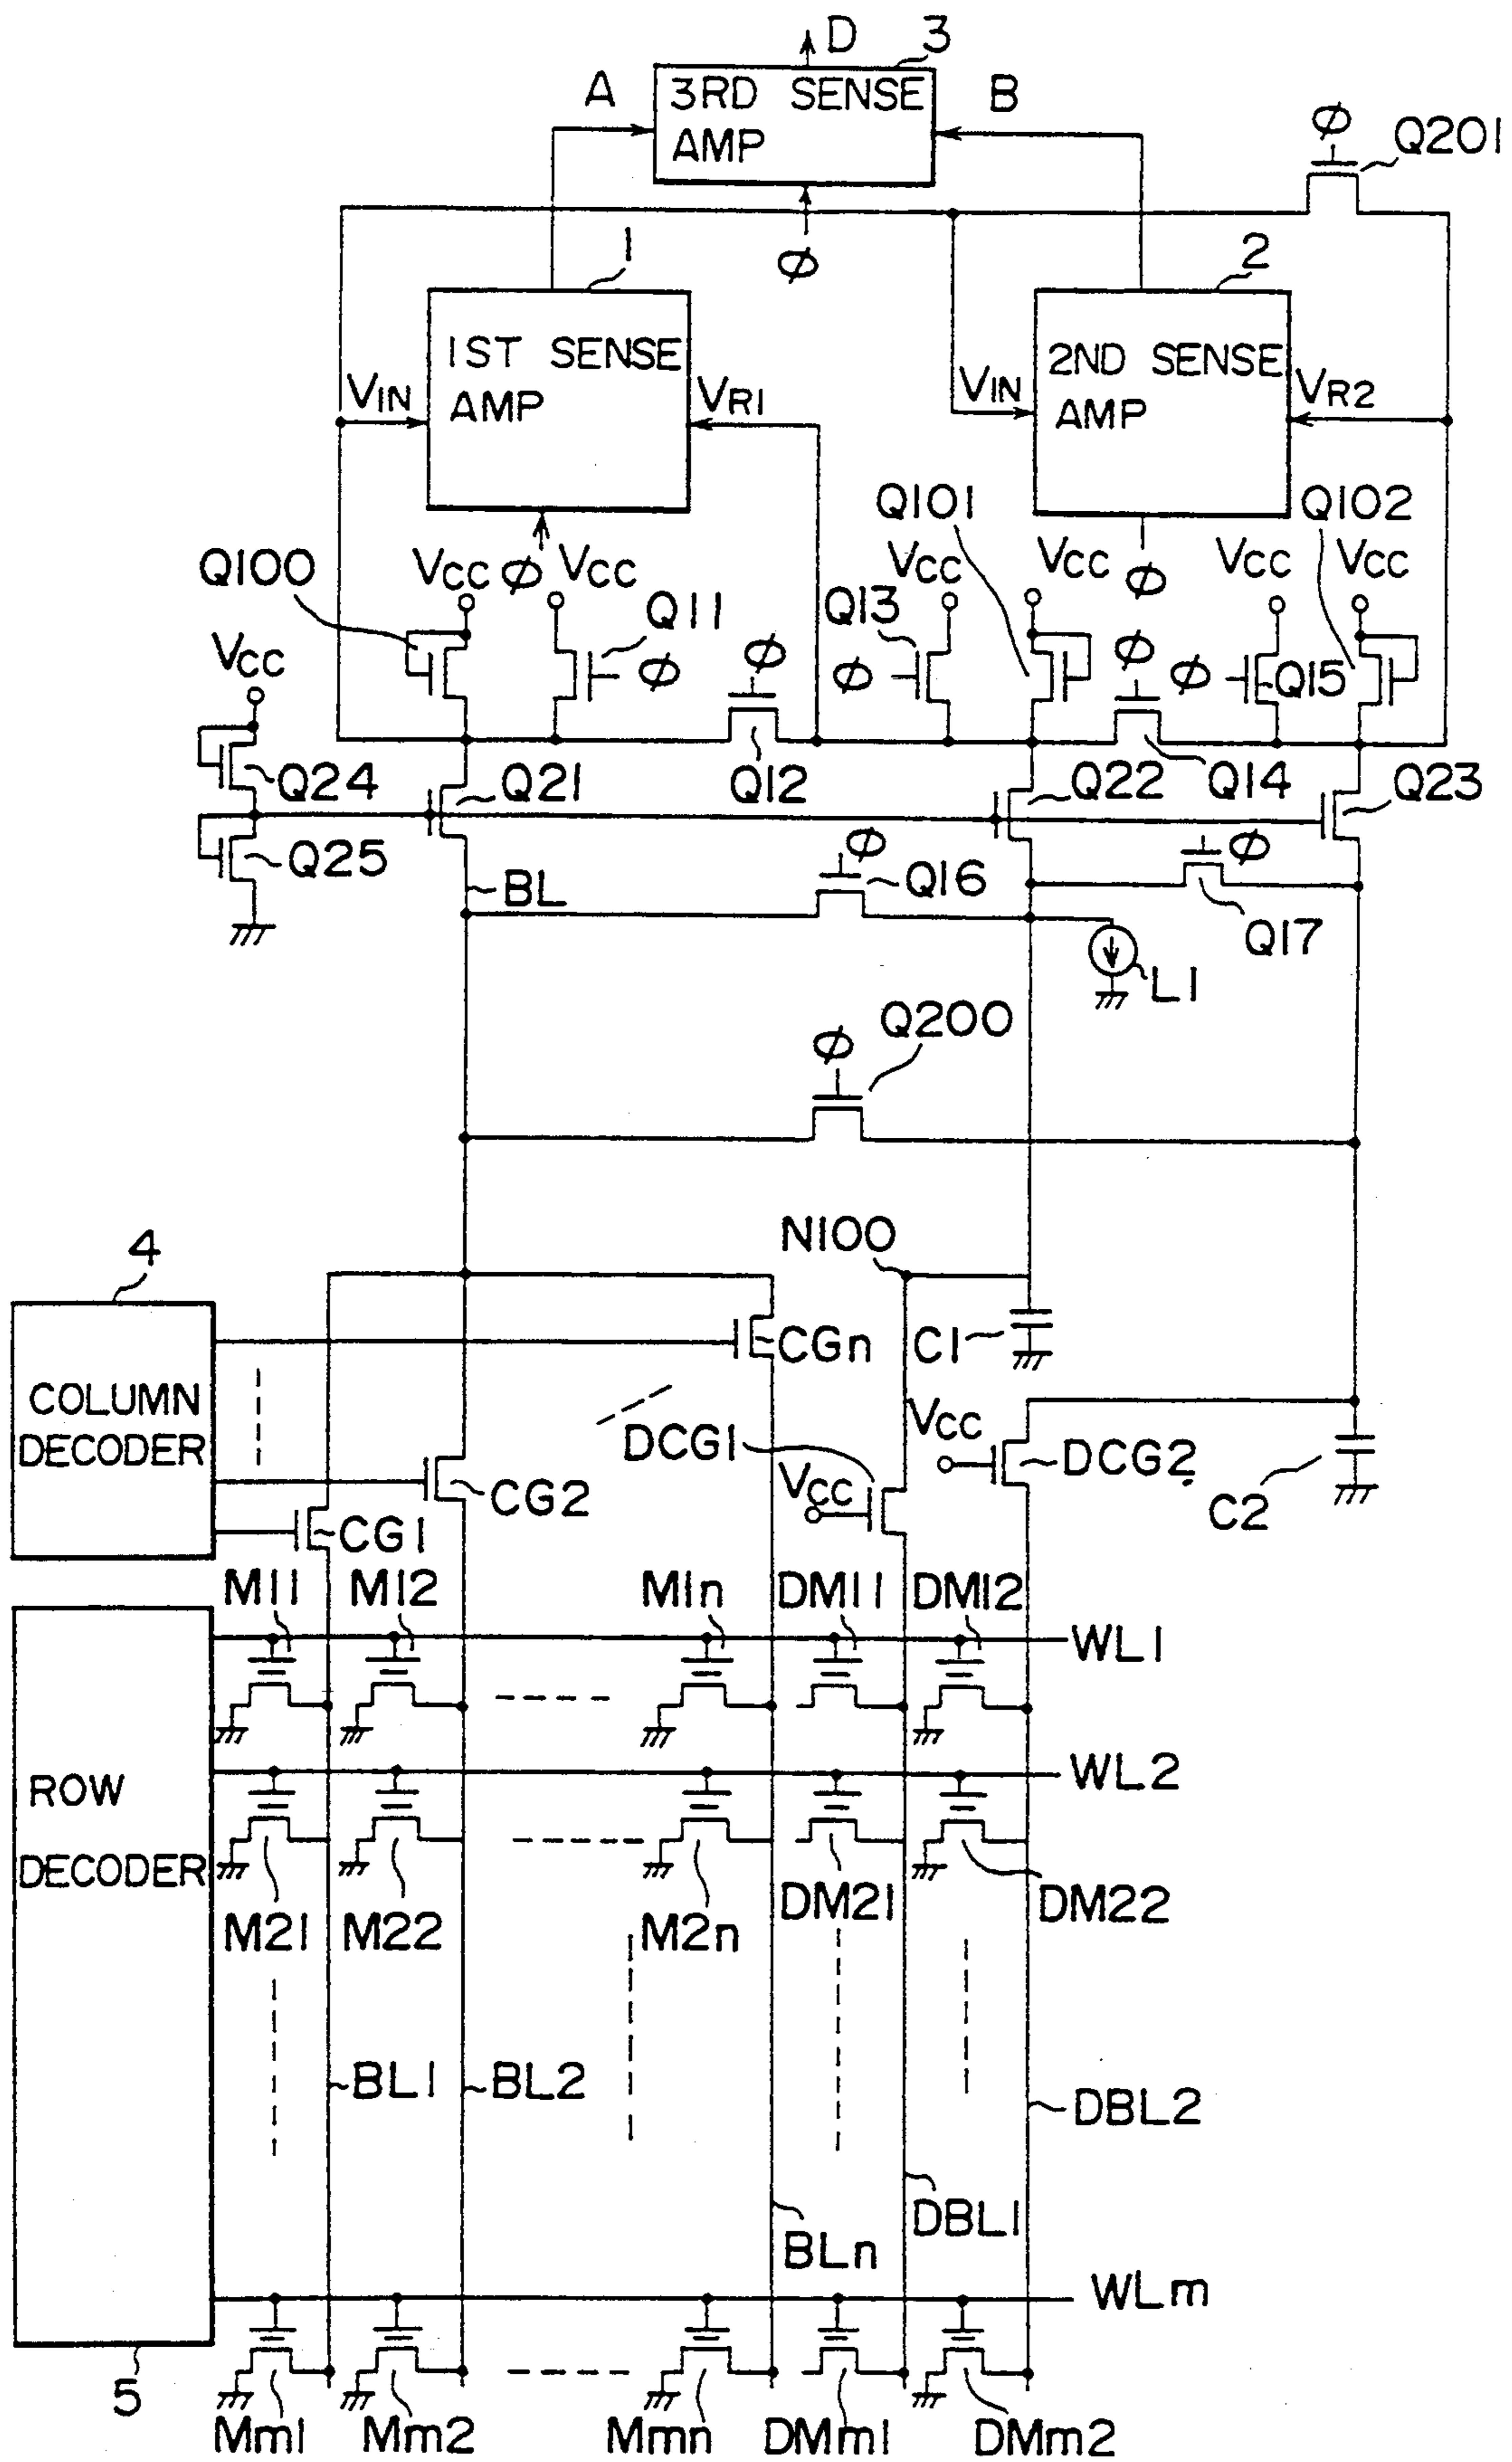 D
3
A
3RD SENSE
AMP
B
Φ
Q201
Φ
1
2
1ST SENSE
AMP
VIN
VR1
2ND SENSE
AMP
VIN
VR2
Q100
VCC
Φ
VCC
Q101
VCC
VCC
Φ
VCC
Q102
VCC
Q11
Φ
Φ
Q13
Φ
Φ
Φ
Q15
VCC
Q24
Q21
Q12
Q22
Q14
Q23
Q25
BL
Φ
Q16
Φ
Q17
L1
Φ
Q200
4
N100
COLUMN
DECODER
CGn
C1
DCG1
VCC
DCG2
VCC
C2
CG2
CG1
M11
M12
M1n
DM11
DM12
WL1
ROW
DECODER
WL2
M21
M22
M2n
DM21
DM22
BL1
BL2
DBL2
DBL1
BLn
WLm
5
Mm1
Mm2
Mmn
DMm1
DMm2